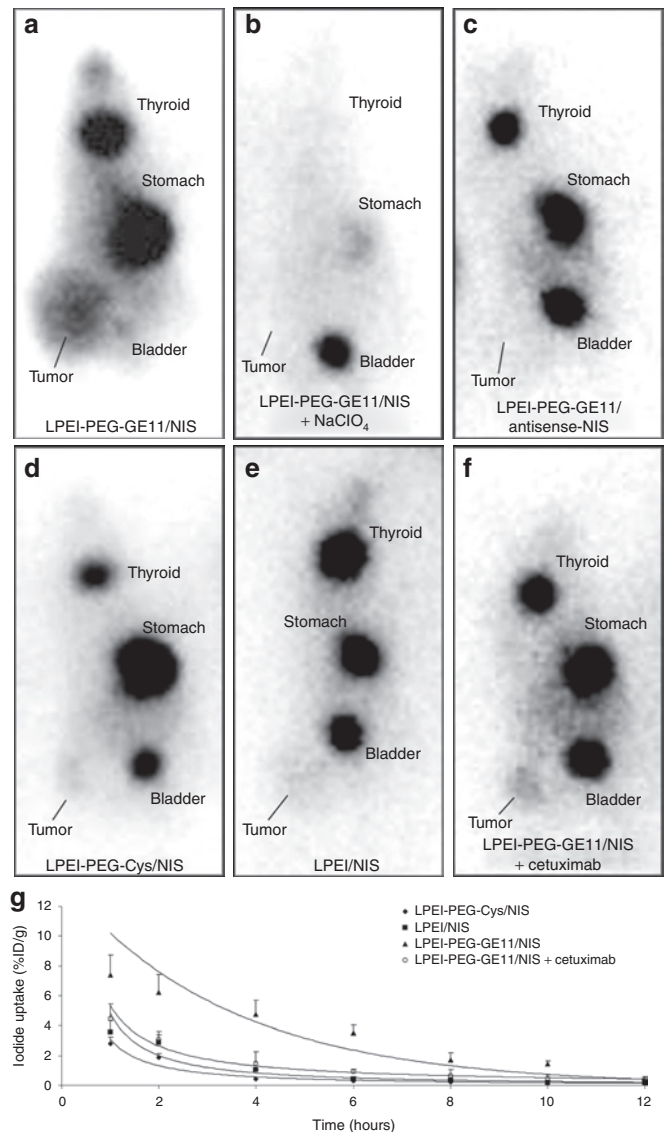 a
Thyroid
Stomach
Bladder
Tumor
LPEI-PEG-GE11/NIS
b
Thyroid
Stomach
Bladder
Tumor
LPEI-PEG-GE11/NIS
+ NaClO₄
c
Thyroid
Stomach
Bladder
Tumor
LPEI-PEG-GE11/
antisense-NIS
d
Thyroid
Stomach
Bladder
Tumor
LPEI-PEG-Cys/NIS
e
Thyroid
Stomach
Bladder
Tumor
LPEI/NIS
f
Thyroid
Stomach
Bladder
Tumor
LPEI-PEG-GE11/NIS
+ cetuximab
g
Iodide uptake (%ID/g)
12
10
8
6
4
2
0
LPEI-PEG-Cys/NIS
LPEI/NIS
LPEI-PEG-GE11/NIS
LPEI-PEG-GE11/NIS + cetuximab
0 2 4 6 8 10 12
Time (hours)